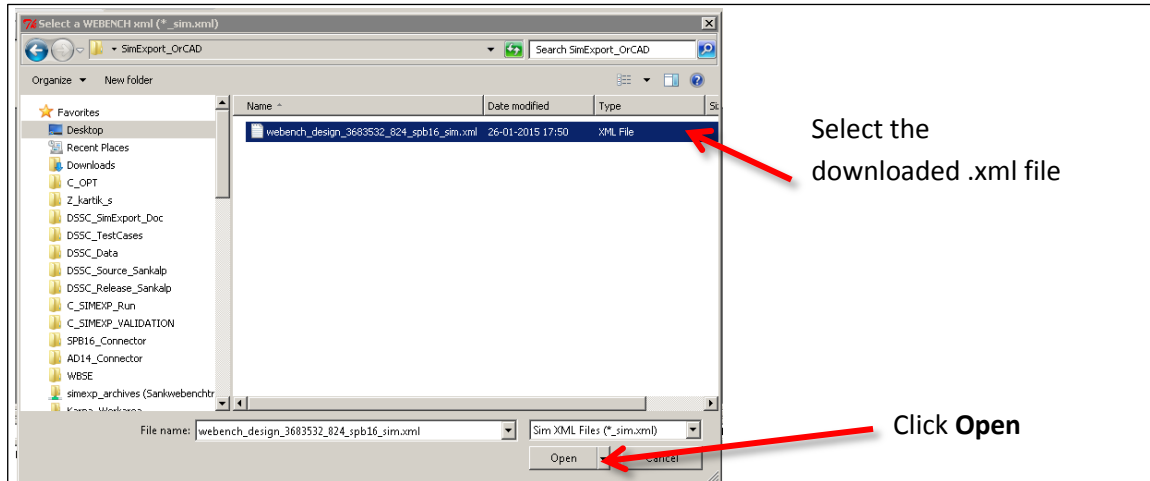 Select a WEBENCH xml (*_sim.xml)
SimExport_OrCAD
Search SimExport_OrCAD
Organize
New folder
Name
Date modified
Type
Favorites
Desktop
Recent Places
Downloads
C_OPT
Z_kartik_s
DSSC_SimExport_Doc
DSSC_TestCases
DSSC_Data
DSSC_Source_Sankalp
DSSC_Release_Sankalp
C_SIMEXP_Run
C_SIMEXP_VALIDATION
SPB16_Connector
AD14_Connector
WBSE
simexp_archives (Sankwebenchtr
webench_design_3683532_824_spb16_sim.xml 26-01-2015 17:50 XML File
Select the
downloaded .xml file
File name: webench_design_3683532_824_spb16_sim.xml
Sim XML Files (*_sim.xml)
Open
Cancel
Click Open